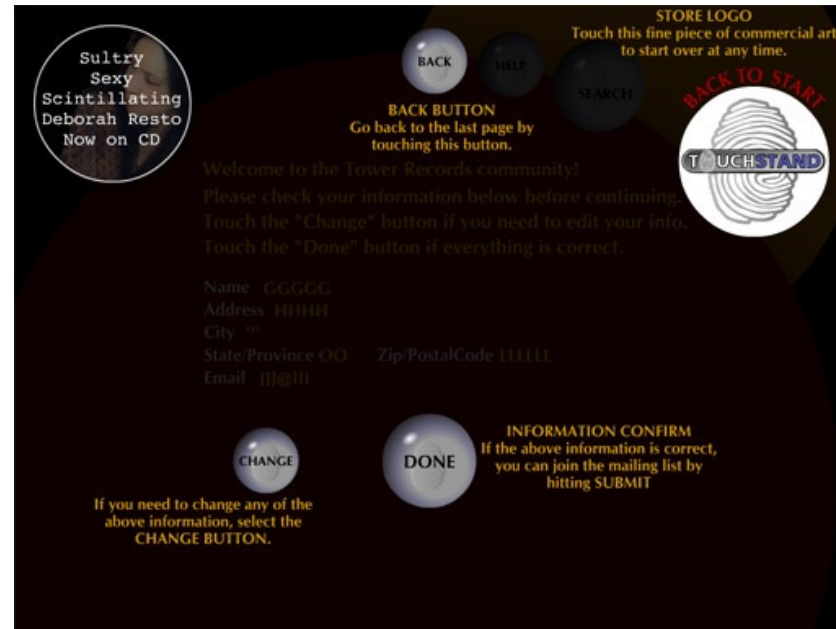 Sultry
Sexy
Scintillating
Deborah Resto
Now on CD
BACK
HELP
SEARCH
STORE LOGO
Touch this fine piece of commercial art
to start over at any time.
BACK TO START
TOUCHSTAND
BACK BUTTON
Go back to the last page by
touching this button.
Welcome to the Tower Records community!
Please check your information below before continuing.
Touch the "Change" button if you need to edit your info.
Touch the "Done" button if everything is correct.
Name GGGGG
Address HHHH
City '''
State/Province OO Zip/PostalCode LLLLLL
Email JJJ@III
CHANGE
DONE
INFORMATION CONFIRM
If the above information is correct,
you can join the mailing list by
hitting SUBMIT
If you need to change any of the
above information, select the
CHANGE BUTTON.